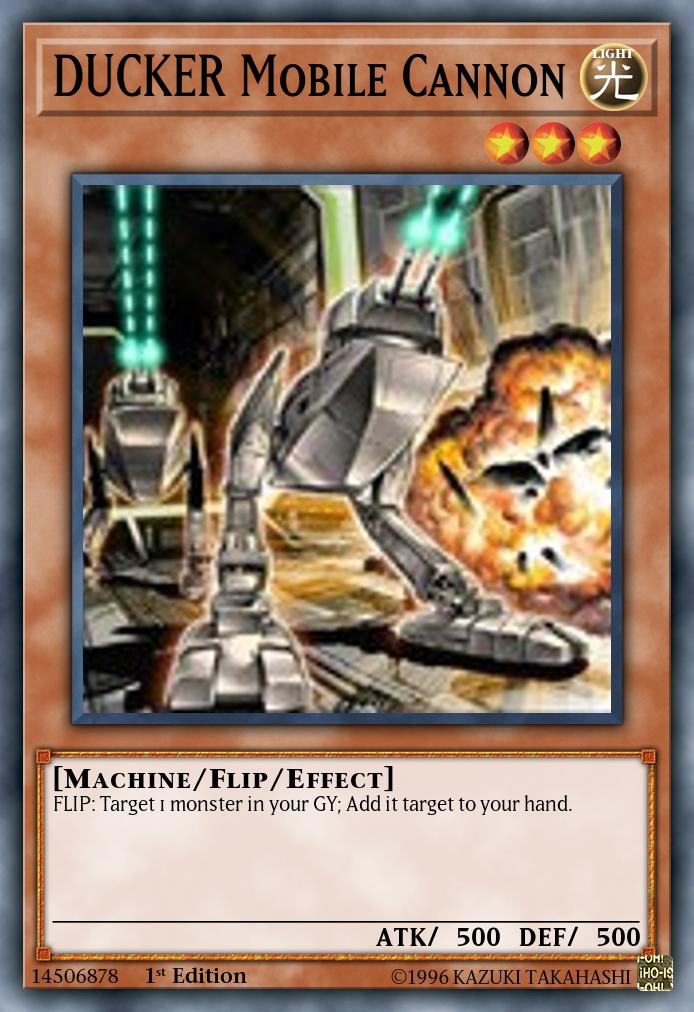 DUCKER Mobile Cannon
LIGHT
光
[Machine/Flip/Effect]
FLIP: Target 1 monster in your GY; Add it target to your hand.
ATK/ 500 DEF/ 500
14506878 1st Edition ©1996 KAZUKI TAKAHASHI